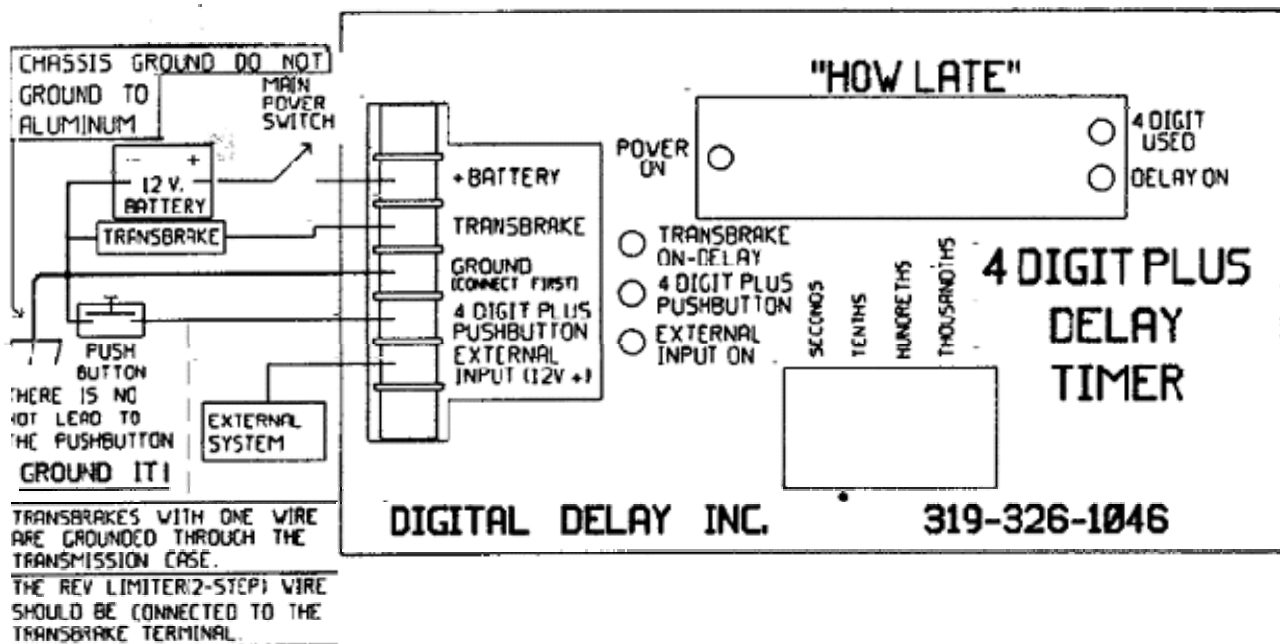 CHASSIS GROUND DO NOT
GROUND TO
ALUMINUM
MAIN
POWER
SWITCH
- +
12 V.
BATTERY
TRANSBRAKE
PUSH
BUTTON
HERE IS NO
OT LEAD TO
HE PUSHBUTTON
GROUND IT!
EXTERNAL
SYSTEM
TRANSBRAKES WITH ONE WIRE
ARE GROUNDED THROUGH THE
TRANSMISSION CASE.
THE REV LIMITER(2-STEP) WIRE
SHOULD BE CONNECTED TO THE
TRANSBRAKE TERMINAL.
+ BATTERY
TRANSBRAKE
GROUND
(CONNECT FIRST)
4 DIGIT PLUS
PUSHBUTTON
EXTERNAL
INPUT (12V +)
"HOW LATE"
POWER
ON
4 DIGIT
USED
DELAY ON
TRANSBRAKE
ON-DELAY
4 DIGIT PLUS
PUSHBUTTON
EXTERNAL
INPUT ON
SECONDS
TENTHS
HUNDRETHS
THOUSANDTHS
4 DIGIT PLUS
DELAY
TIMER
DIGITAL DELAY INC.
319-326-1046